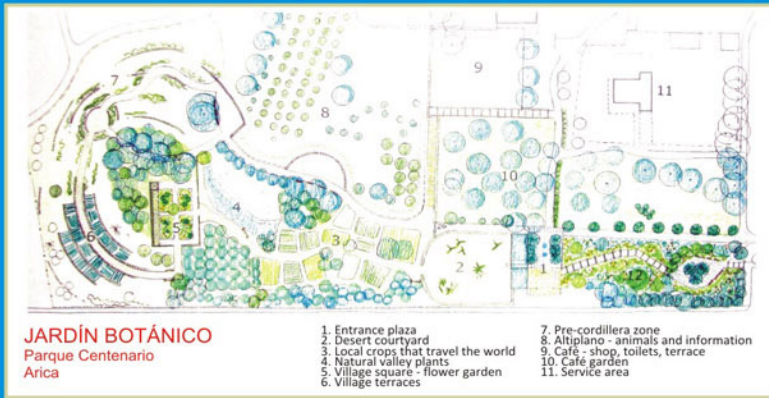 7
9
11
8
10
4
6
5
3
2
1
12
JARDÍN BOTÁNICO
Parque Centenario
Arica
1. Entrance plaza
2. Desert courtyard
3. Local crops that travel the world
4. Natural valley plants
5. Village square - flower garden
6. Village terraces
7. Pre-cordillera zone
8. Altiplano - animals and information
9. Cafè - shop, toilets, terrace
10. Café garden
11. Service area